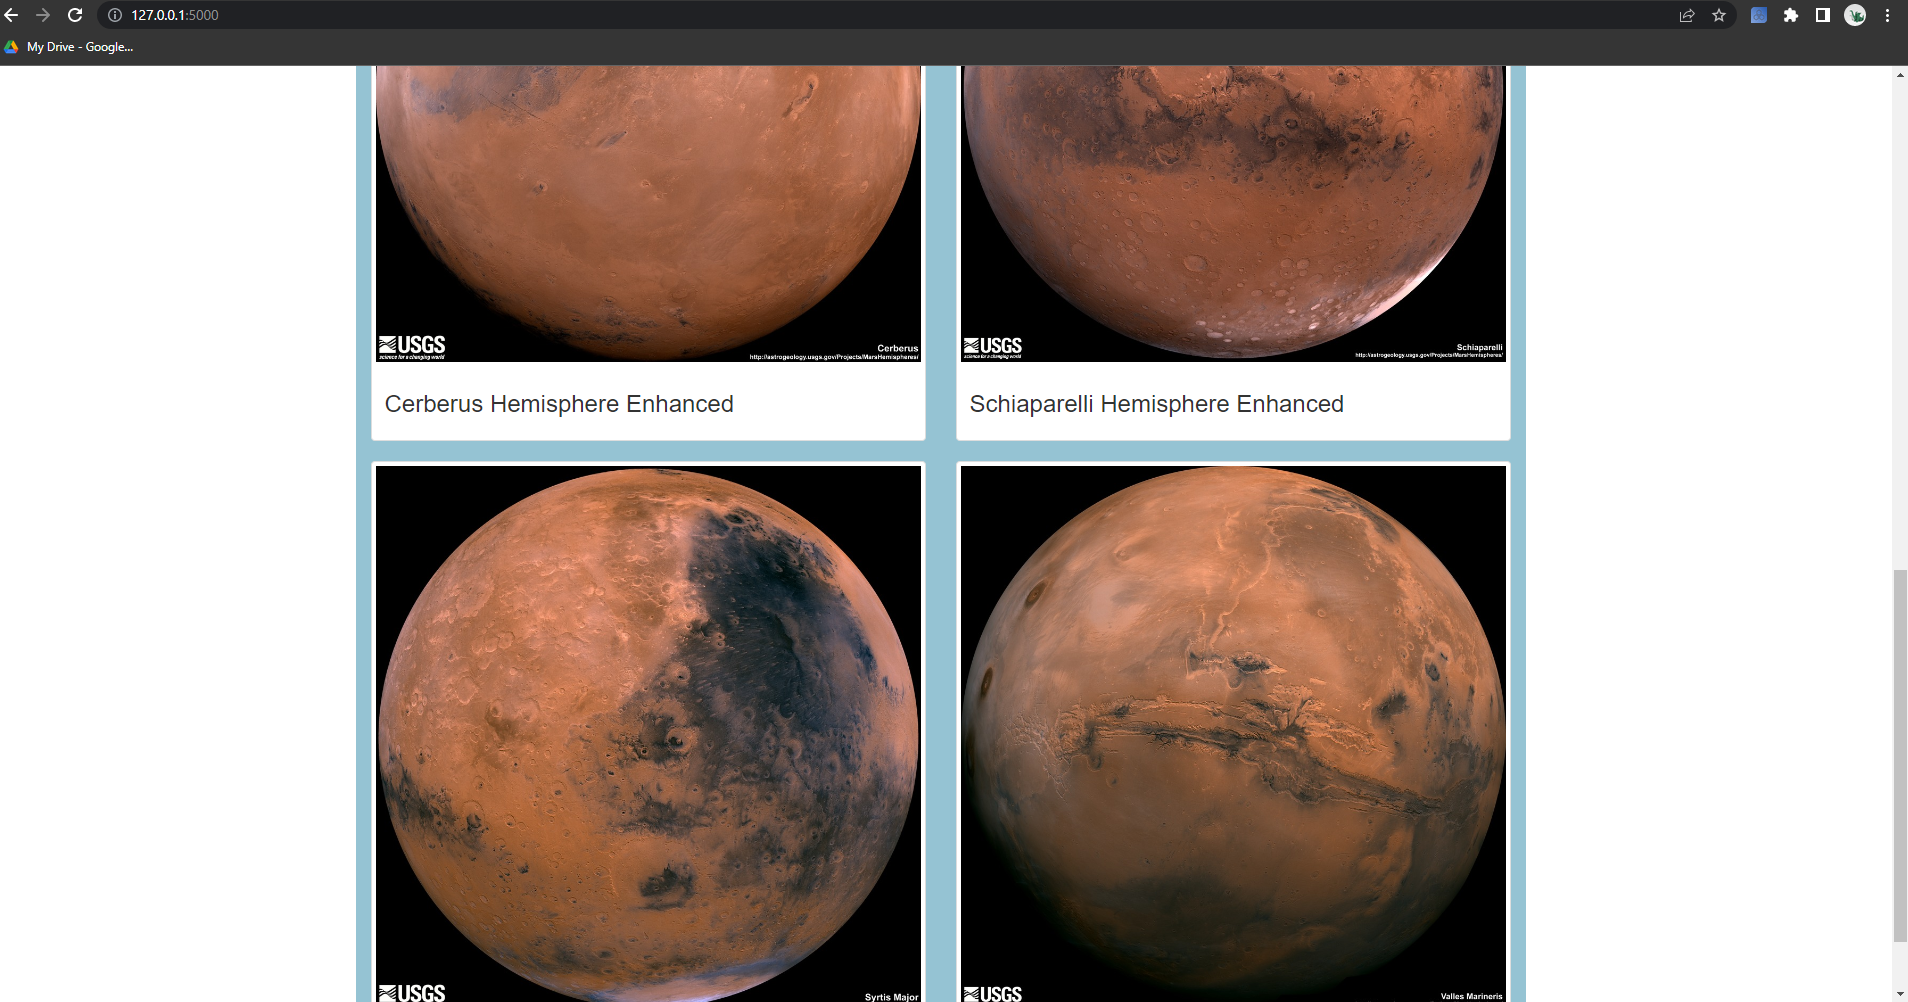 127.0.0.1:5000
My Drive - Google...
USGS
science for a changing world
Cerberus
http://astrogeology.usgs.gov/Projects/MarsHemispheres/
USGS
science for a changing world
Schiaparelli
http://astrogeology.usgs.gov/Projects/MarsHemispheres/
Cerberus Hemisphere Enhanced
Schiaparelli Hemisphere Enhanced
USGS
Syrtis Major
USGS
Valles Marineris